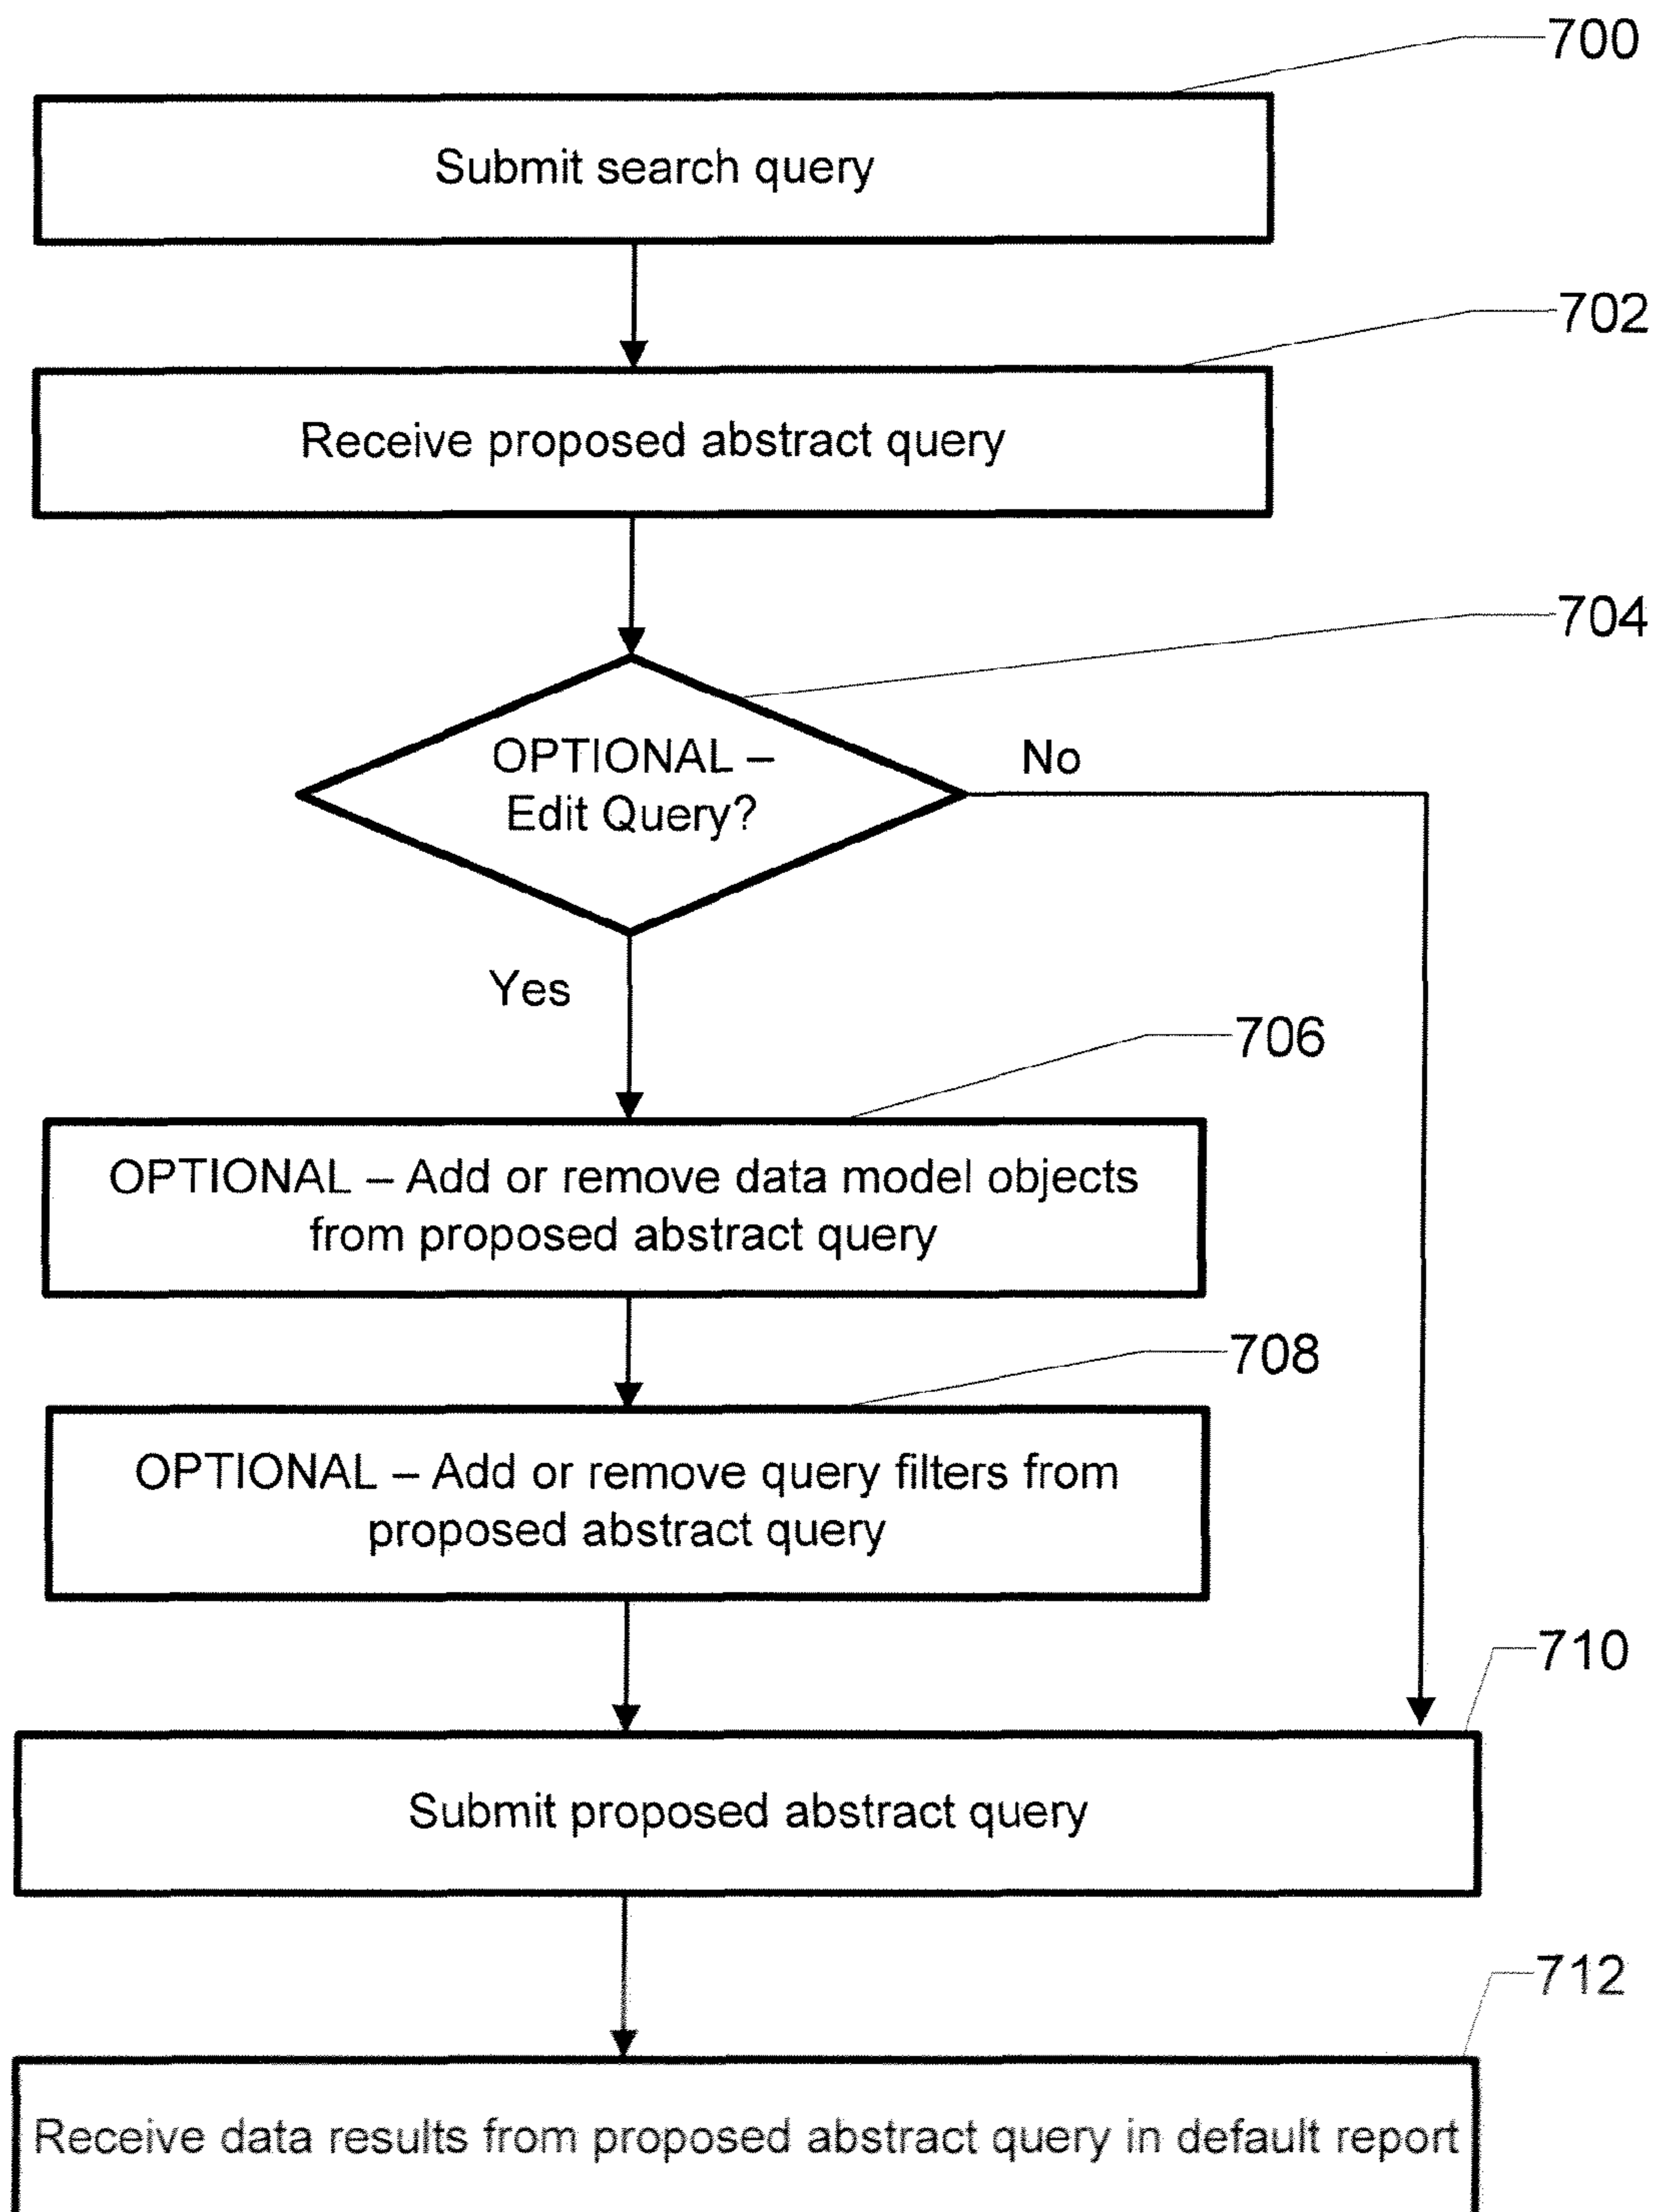 700
Submit search query
702
Receive proposed abstract query
704
OPTIONAL –
Edit Query?
No
Yes
706
OPTIONAL – Add or remove data model objects
from proposed abstract query
708
OPTIONAL – Add or remove query filters from
proposed abstract query
710
Submit proposed abstract query
712
Receive data results from proposed abstract query in default report